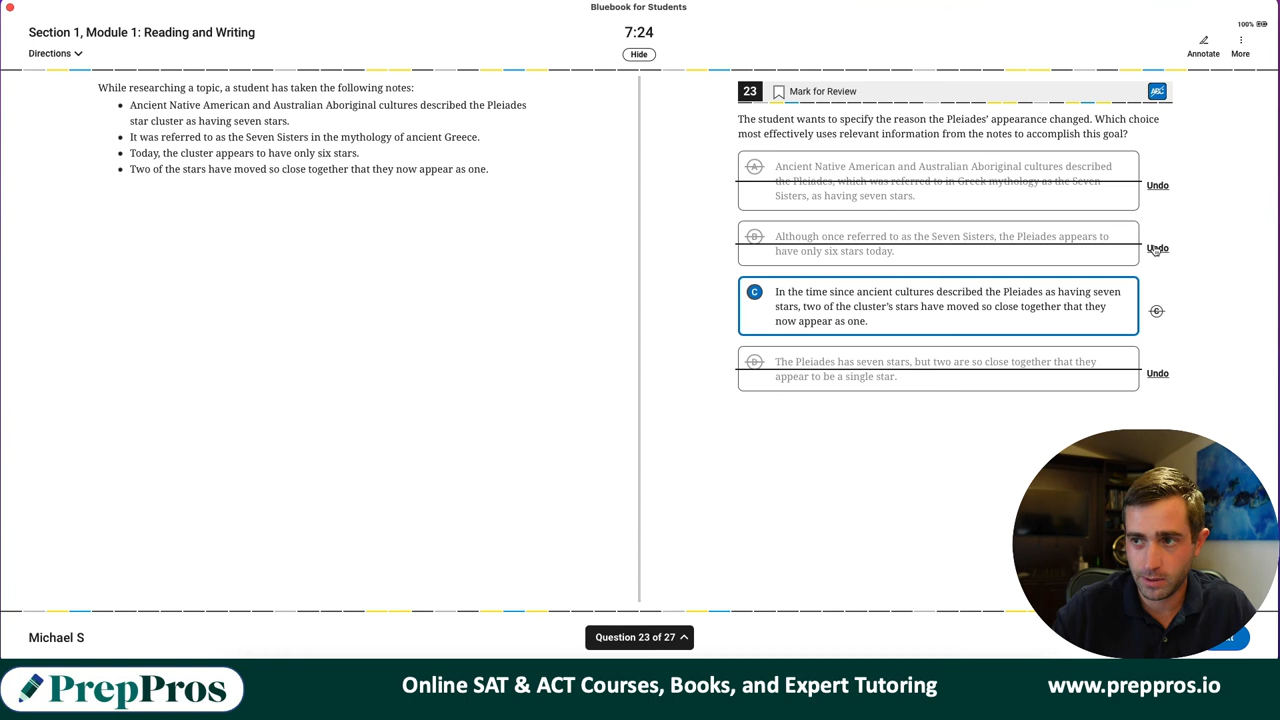 Bluebook for Students
Section 1, Module 1: Reading and Writing
7:24
100%
Directions
Hide
Annotate
More
While researching a topic, a student has taken the following notes:
• Ancient Native American and Australian Aboriginal cultures described the Pleiades
star cluster as having seven stars.
• It was referred to as the Seven Sisters in the mythology of ancient Greece.
• Today, the cluster appears to have only six stars.
• Two of the stars have moved so close together that they now appear as one.
23 Mark for Review ABC
The student wants to specify the reason the Pleiades' appearance changed. Which choice
most effectively uses relevant information from the notes to accomplish this goal?
A Ancient Native American and Australian Aboriginal cultures described
the Pleiades, which was referred to in Greek mythology as the Seven
Sisters, as having seven stars.
Undo
B Although once referred to as the Seven Sisters, the Pleiades appears to
have only six stars today.
Undo
C In the time since ancient cultures described the Pleiades as having seven
stars, two of the cluster's stars have moved so close together that they
now appear as one.
C
D The Pleiades has seven stars, but two are so close together that they
appear to be a single star.
Undo
Michael S
Question 23 of 27
PrepPros
Online SAT & ACT Courses, Books, and Expert Tutoring
www.preppros.io